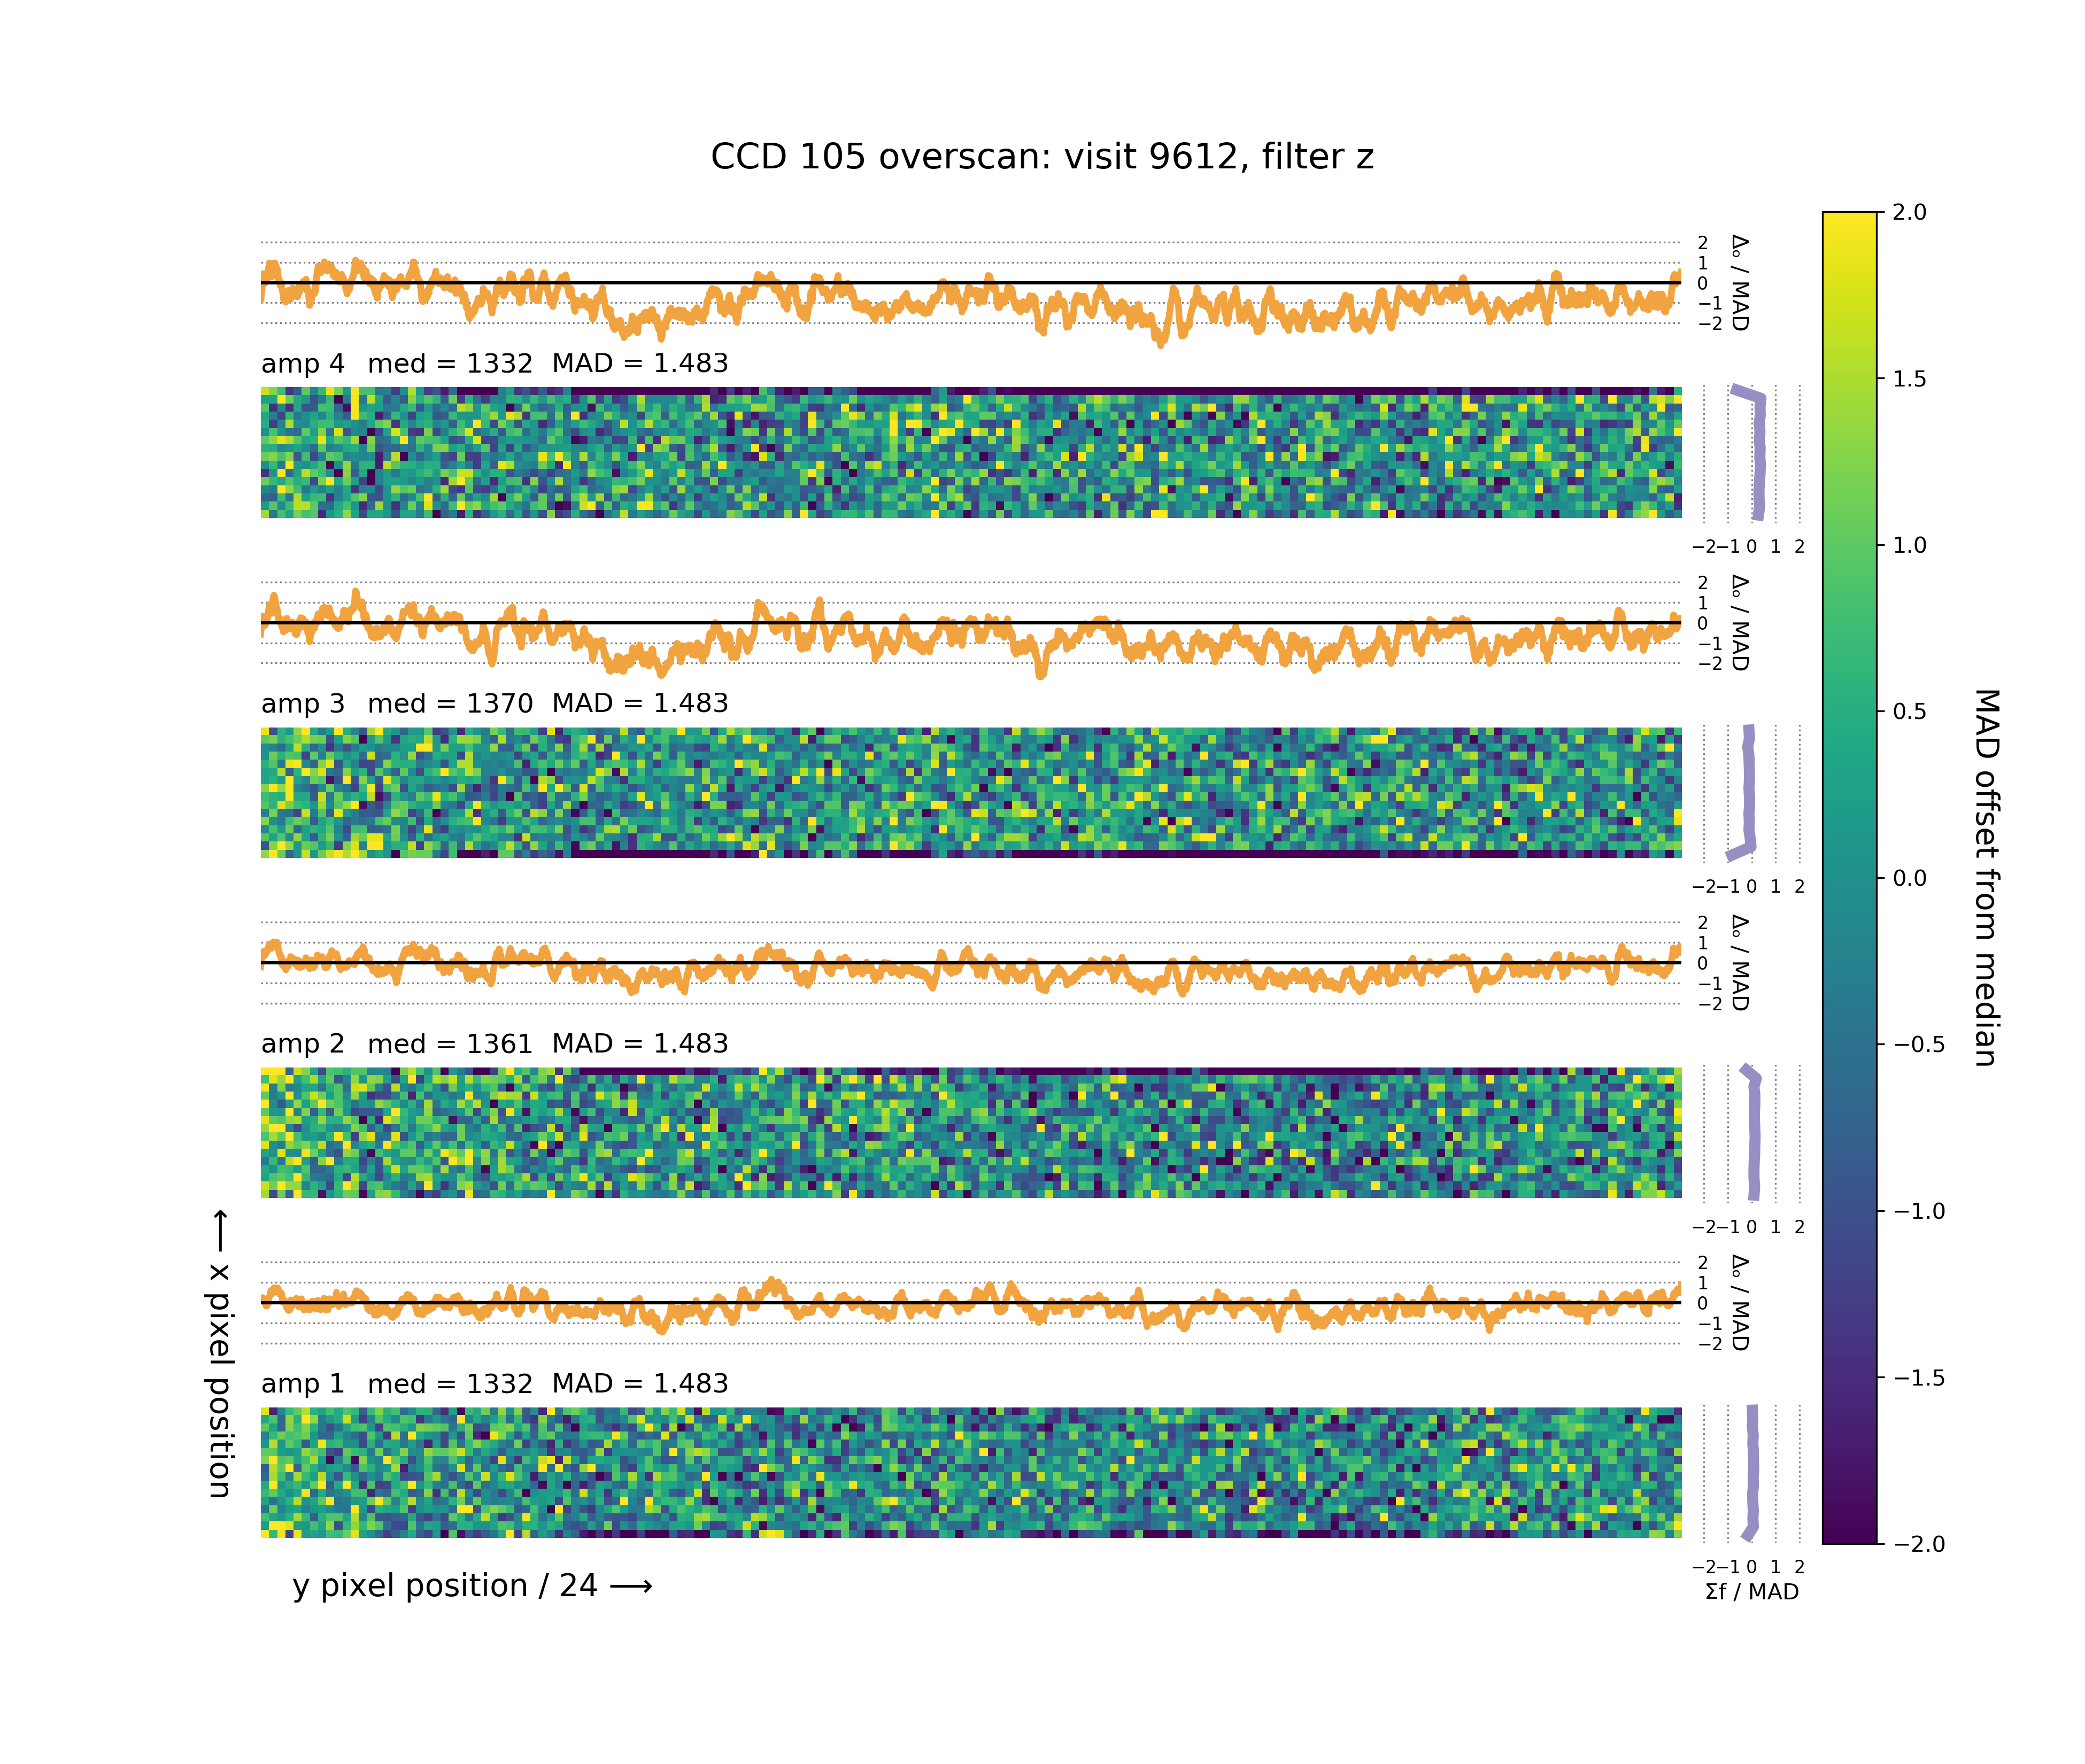 CCD 105 overscan: visit 9612, filter z
2
1
0
−1
−2
Δₒ / MAD
amp 4 med = 1332 MAD = 1.483
−2 −1 0 1 2
2
1
0
−1
−2
Δₒ / MAD
amp 3 med = 1370 MAD = 1.483
−2 −1 0 1 2
2
1
0
−1
−2
Δₒ / MAD
amp 2 med = 1361 MAD = 1.483
−2 −1 0 1 2
2
1
0
−1
−2
Δₒ / MAD
amp 1 med = 1332 MAD = 1.483
−2 −1 0 1 2
Σf / MAD
y pixel position / 24 ⟶
⟵ x pixel position
2.0
1.5
1.0
0.5
0.0
−0.5
−1.0
−1.5
−2.0
MAD offset from median